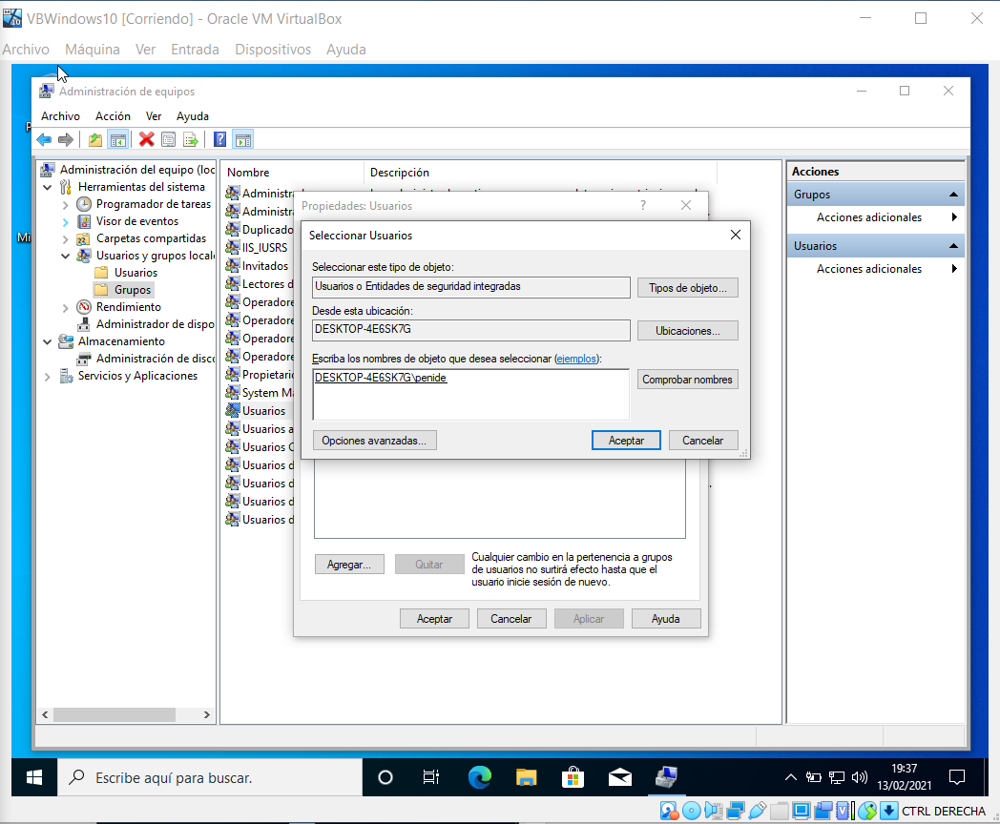 VBWindows10 [Corriendo] - Oracle VM VirtualBox
Archivo Máquina Ver Entrada Dispositivos Ayuda
Administración de equipos
Archivo Acción Ver Ayuda
Administración del equipo (loc
Herramientas del sistema
Programador de tareas
Visor de eventos
Carpetas compartidas
Usuarios y grupos locale
Usuarios
Grupos
Rendimiento
Administrador de dispo
Almacenamiento
Administración de disco
Servicios y Aplicaciones
Nombre Descripción
Administra
Administra
Duplicado
IIS_IUSRS
Invitados
Lectores d
Operadore
Operadore
Operadore
Operadore
Propietario
System Ma
Usuarios
Usuarios a
Usuarios C
Usuarios d
Usuarios d
Usuarios d
Usuarios d
Propiedades: Usuarios
Seleccionar Usuarios
Seleccionar este tipo de objeto:
Usuarios o Entidades de seguridad integradas Tipos de objeto...
Desde esta ubicación:
DESKTOP-4E6SK7G Ubicaciones...
Escriba los nombres de objeto que desea seleccionar (ejemplos):
DESKTOP-4E6SK7G\penide Comprobar nombres
Opciones avanzadas... Aceptar Cancelar
Agregar... Quitar
Cualquier cambio en la pertenencia a grupos
de usuarios no surtirá efecto hasta que el
usuario inicie sesión de nuevo.
Aceptar Cancelar Aplicar Ayuda
Acciones
Grupos
Acciones adicionales
Usuarios
Acciones adicionales
Mi
Escribe aquí para buscar.
19:37
13/02/2021
CTRL DERECHA